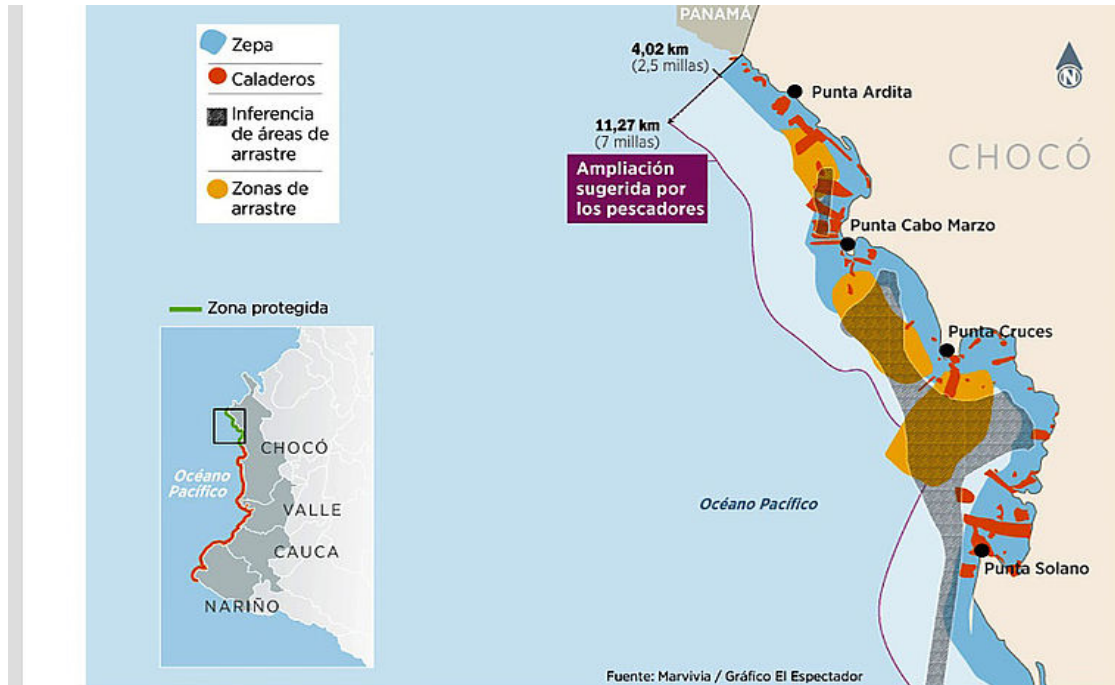 PANAMÁ
Zepa
Caladeros
Inferencia
de áreas de
arrastre
Zonas de
arrastre
4,02 km
(2,5 millas)
11,27 km
(7 millas)
Ampliación
sugerida por
los pescadores
N
Punta Ardita
CHOCÓ
Punta Cabo Marzo
Punta Cruces
Zona protegida
CHOCÓ
Océano
Pacífico
VALLE
CAUCA
NARIÑO
Océano Pacífico
Punta Solano
Fuente: Marvivia / Gráfico El Espectador